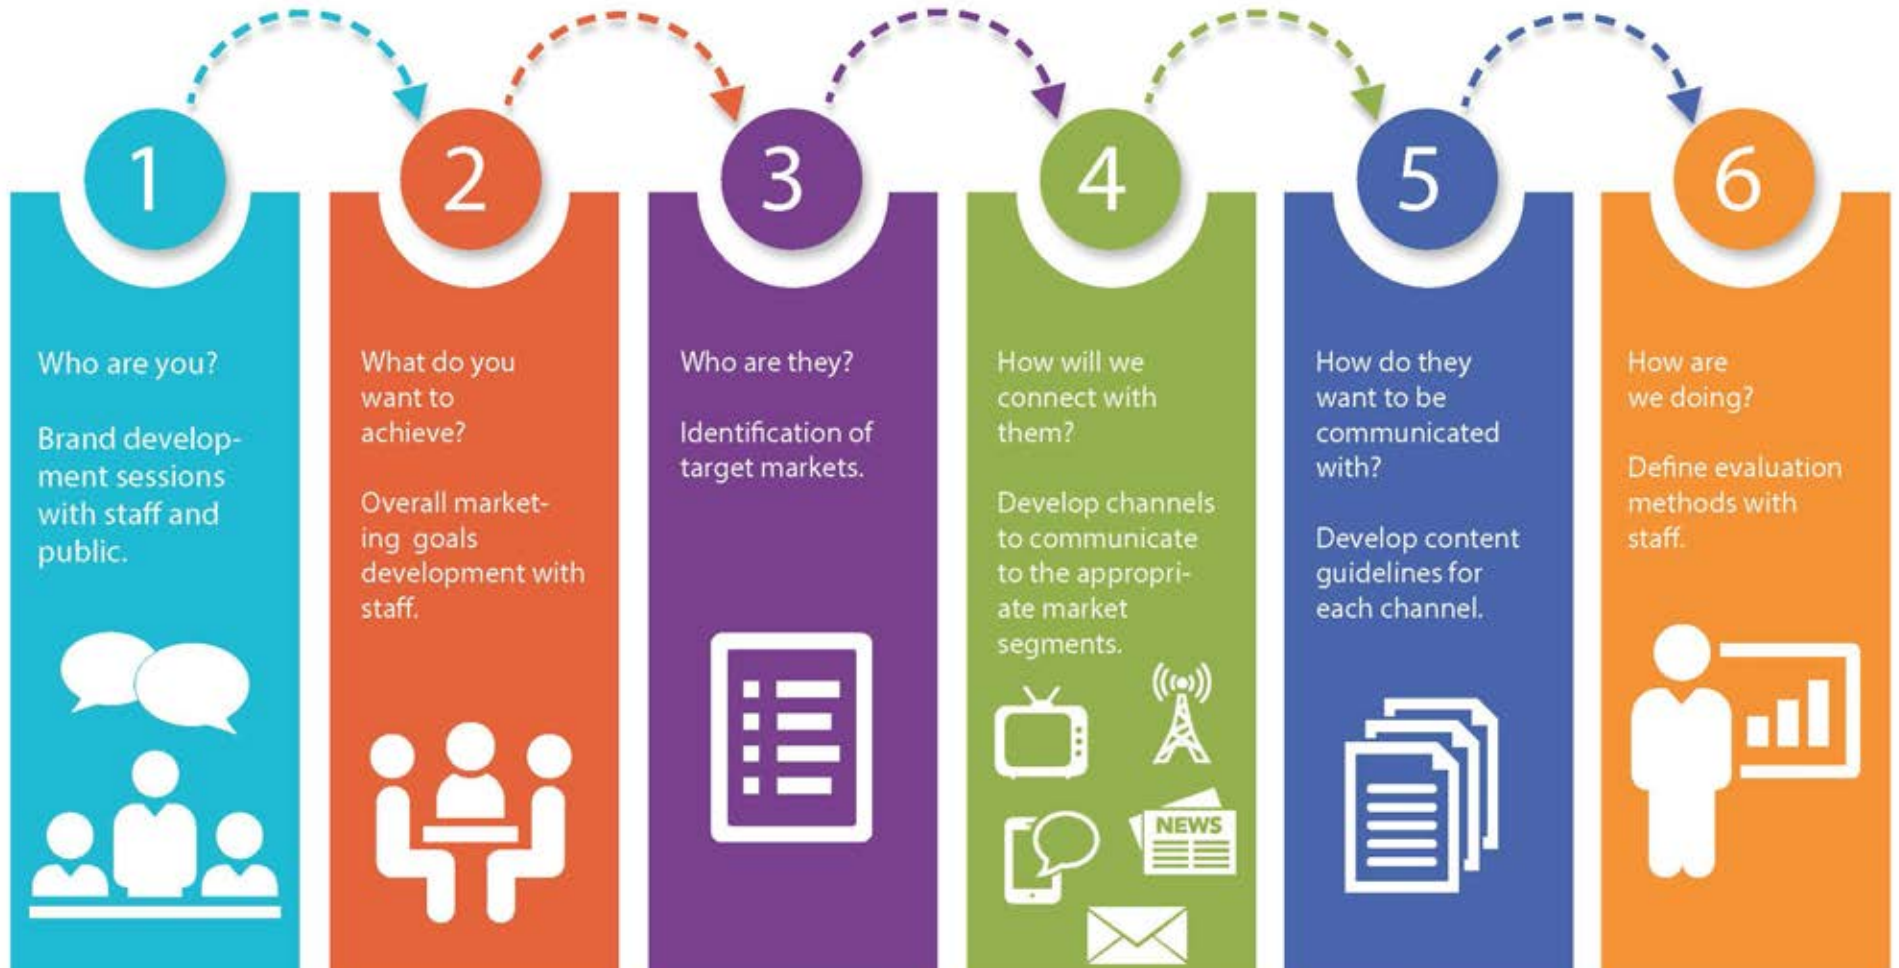 1
Who are you?
Brand develop-
ment sessions
with staff and
public.
2
What do you
want to
achieve?
Overall market-
ing goals
development with
staff.
3
Who are they?
Identification of
target markets.
4
How will we
connect with
them?
Develop channels
to communicate
to the appropri-
ate market
segments.
NEWS
5
How do they
want to be
communicated
with?
Develop content
guidelines for
each channel.
6
How are
we doing?
Define evaluation
methods with
staff.